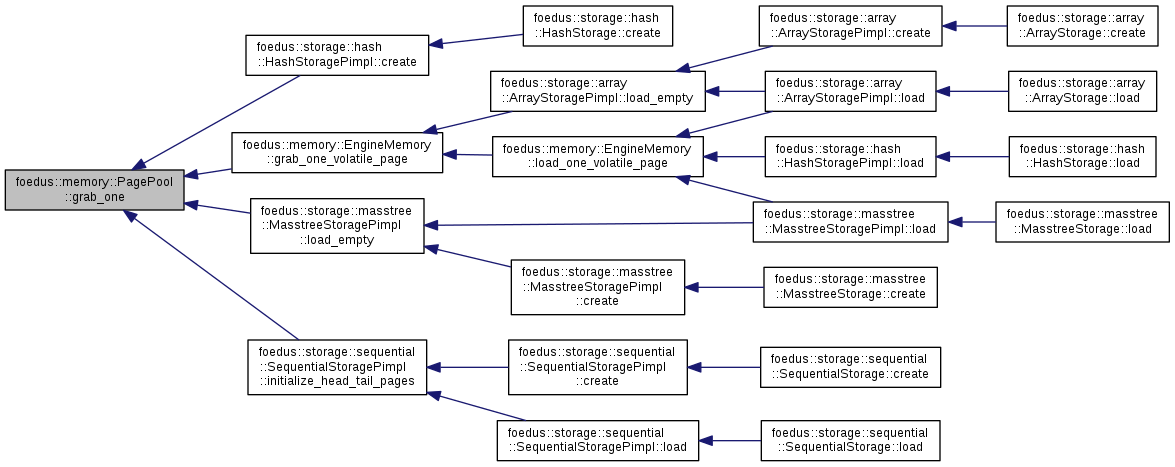 foedus::memory::PagePool
::grab_one
foedus::storage::hash
::HashStoragePimpl::create
foedus::storage::hash
::HashStorage::create
foedus::memory::EngineMemory
::grab_one_volatile_page
foedus::storage::array
::ArrayStoragePimpl::load_empty
foedus::storage::array
::ArrayStoragePimpl::create
foedus::storage::array
::ArrayStorage::create
foedus::storage::array
::ArrayStoragePimpl::load
foedus::storage::array
::ArrayStorage::load
foedus::memory::EngineMemory
::load_one_volatile_page
foedus::storage::hash
::HashStoragePimpl::load
foedus::storage::hash
::HashStorage::load
foedus::storage::masstree
::MasstreeStoragePimpl::load
foedus::storage::masstree
::MasstreeStorage::load
foedus::storage::masstree
::MasstreeStoragePimpl
::load_empty
foedus::storage::masstree
::MasstreeStoragePimpl
::create
foedus::storage::masstree
::MasstreeStorage::create
foedus::storage::sequential
::SequentialStoragePimpl
::initialize_head_tail_pages
foedus::storage::sequential
::SequentialStoragePimpl
::create
foedus::storage::sequential
::SequentialStorage::create
foedus::storage::sequential
::SequentialStoragePimpl::load
foedus::storage::sequential
::SequentialStorage::load